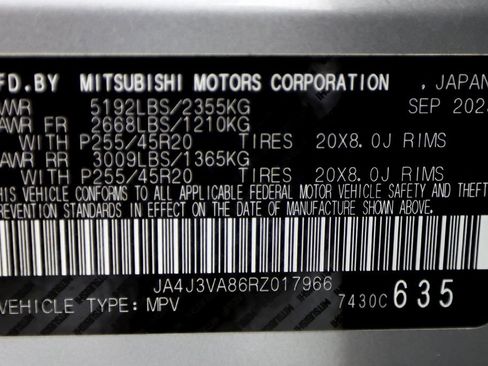 FD.BY MITSUBISHI MOTORS CORPORATION , JAPAN
WR 5192LBS/2355KG SEP 202
AWR FR 2668LBS/1210KG
WITH P255/45R20 TIRES 20X8.0J RIMS
AWR RR 3009LBS/1365KG
WITH P255/45R20 TIRES 20X8.0J RIMS
THIS VEHICLE CONFORMS TO ALL APPLICABLE FEDERAL MOTOR VEHICLE SAFETY AND THEFT
PREVENTION STANDARDS IN EFFECT ON THE DATE OF MANUFACTURE SHOWN ABOVE.
JA4J3VA86RZ017966
VEHICLE TYPE: MPV 7430C 635